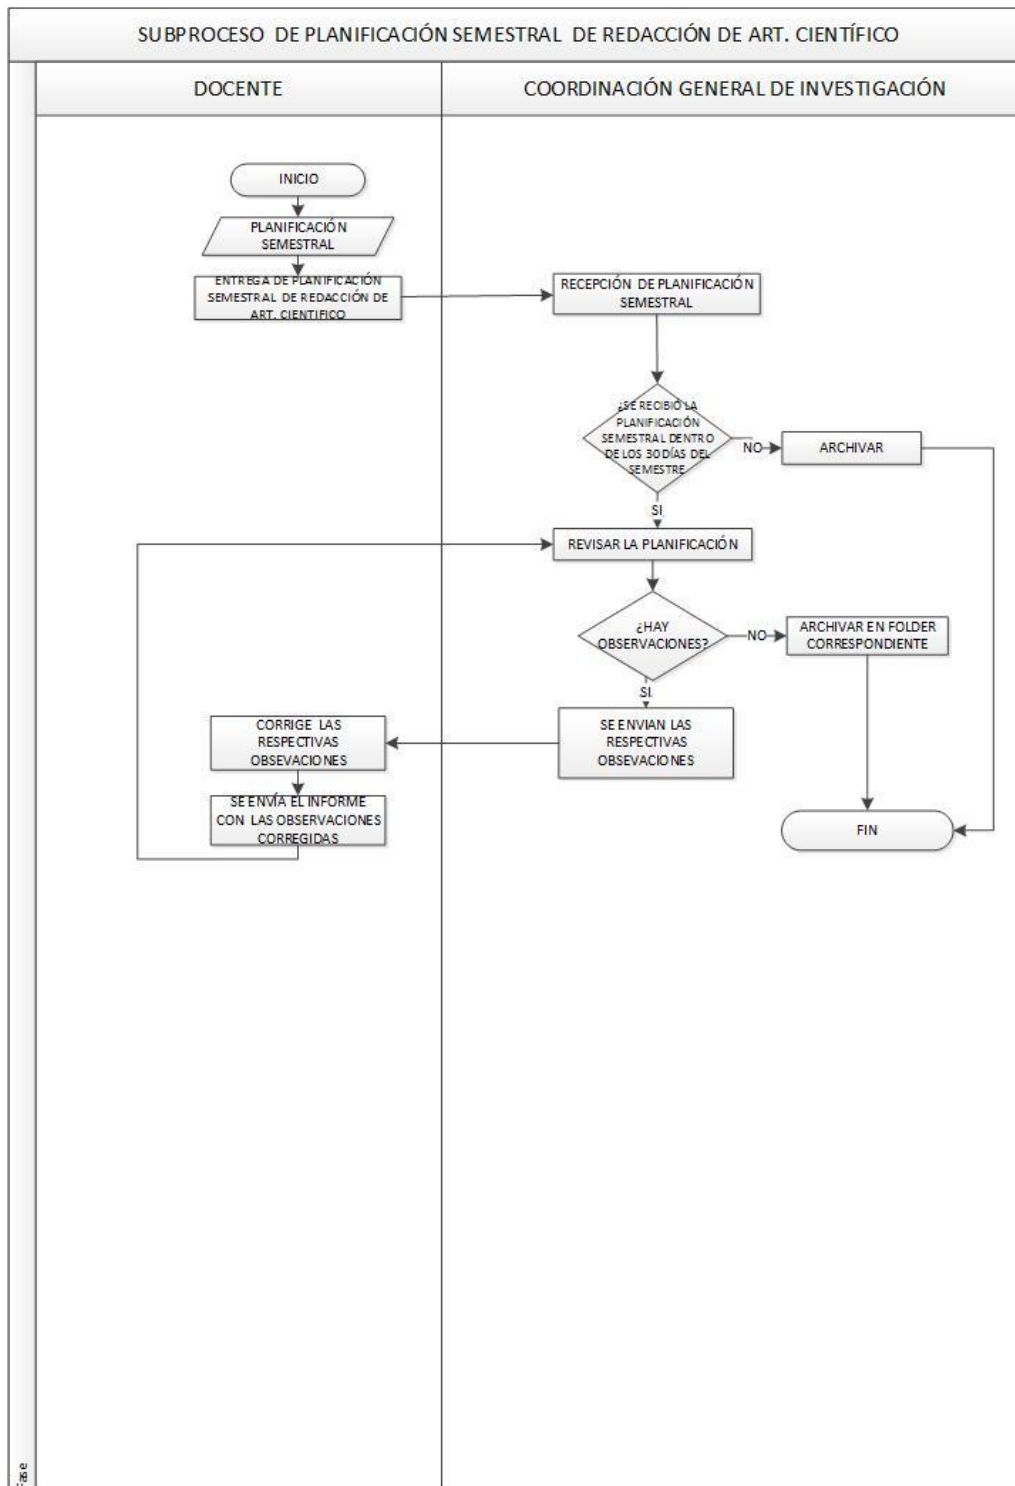 SUBPROCESO DE PLANIFICACIÓN SEMESTRAL DE REDACCIÓN DE ART. CIENTÍFICO
DOCENTE
COORDINACIÓN GENERAL DE INVESTIGACIÓN
INICIO
PLANIFICACIÓN
SEMESTRAL
ENTREGA DE PLANIFICACIÓN
SEMESTRAL DE REDACCIÓN DE
ART. CIENTIFICO
RECEPCIÓN DE PLANIFICACIÓN
SEMESTRAL
¿SE RECIBIÓ LA
PLANIFICACIÓN
SEMESTRAL DENTRO
DE LOS 30 DÍAS DEL
SEMESTRE
NO
ARCHIVAR
SI
REVISAR LA PLANIFICACIÓN
¿HAY
OBSERVACIONES?
NO
ARCHIVAR EN FOLDER
CORRESPONDIENTE
SI
SE ENVIAN LAS
RESPECTIVAS
OBSEVACIONES
CORRIGE LAS
RESPECTIVAS
OBSEVACIONES
SE ENVÍA EL INFORME
CON LAS OBSERVACIONES
CORREGIDAS
FIN
Fase